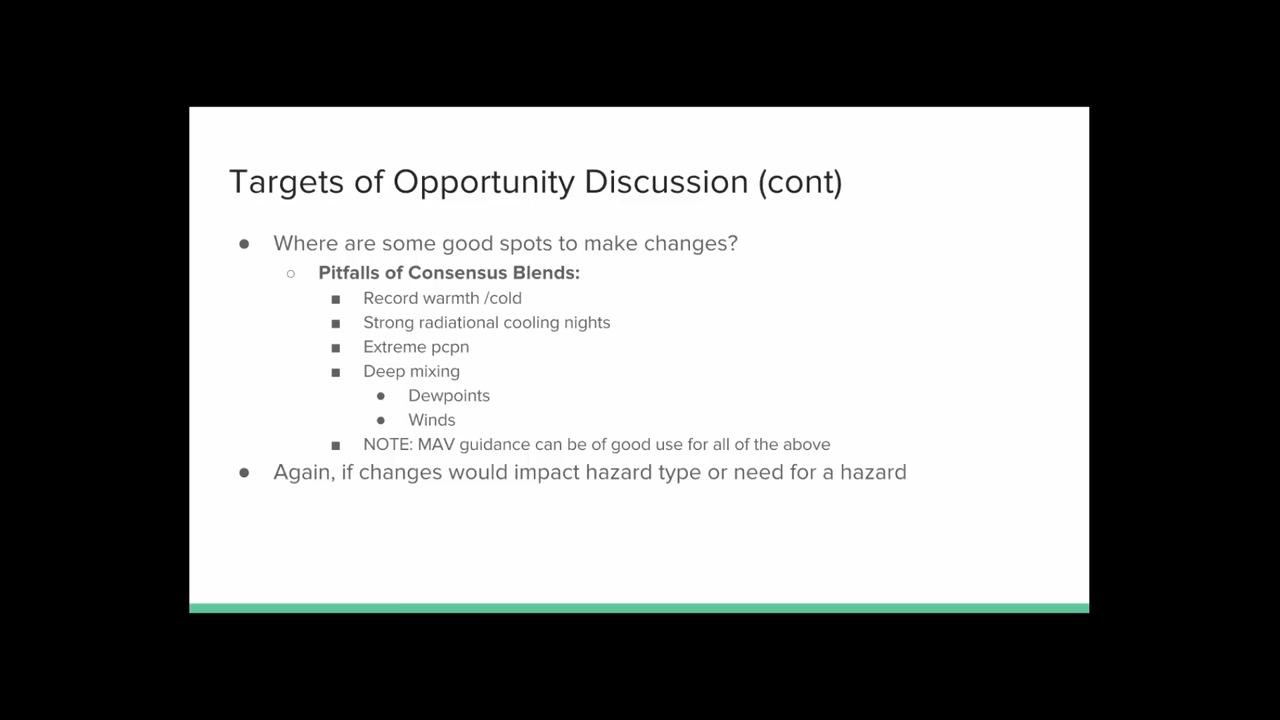 Targets of Opportunity Discussion (cont)
● Where are some good spots to make changes?
○ Pitfalls of Consensus Blends:
■ Record warmth /cold
■ Strong radiational cooling nights
■ Extreme pcpn
■ Deep mixing
● Dewpoints
● Winds
■ NOTE: MAV guidance can be of good use for all of the above
● Again, if changes would impact hazard type or need for a hazard